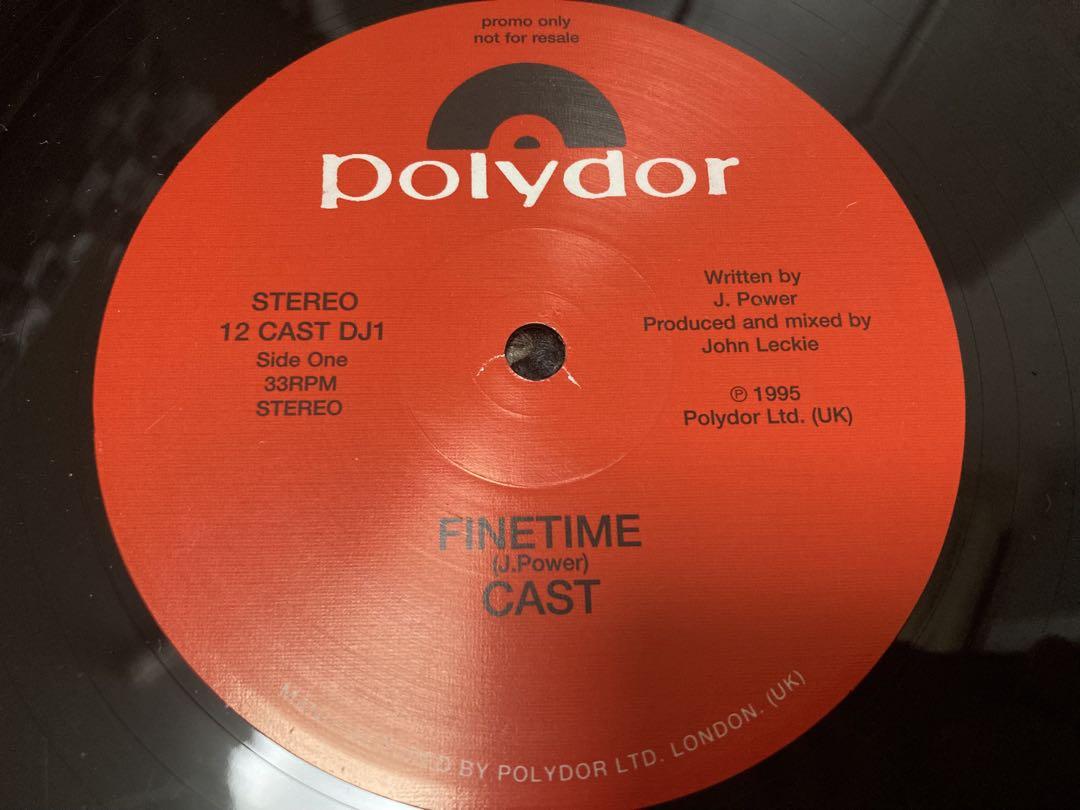 promo only
not for resale
polydor
STEREO
12 CAST DJ1
Side One
33RPM
STEREO
Written by
J. Power
Produced and mixed by
John Leckie
℗ 1995
Polydor Ltd. (UK)
FINETIME
(J.Power)
CAST
BY POLYDOR LTD. LONDON. (UK)